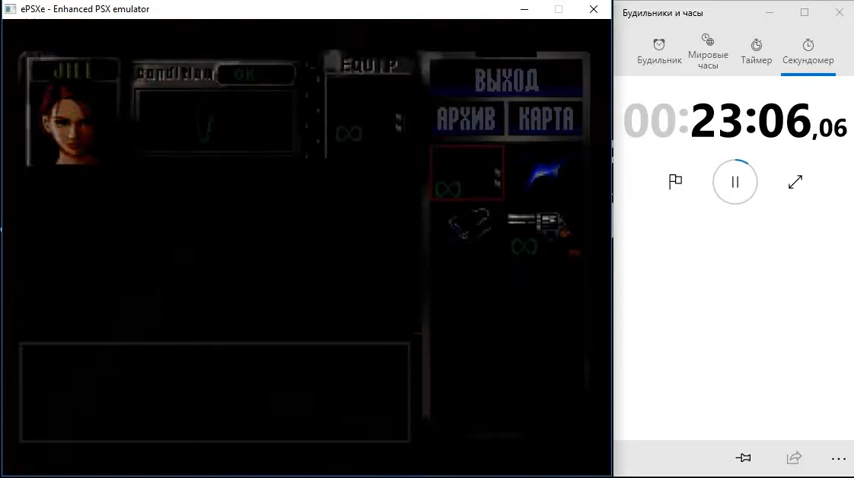 ePSXe - Enhanced PSX emulator
Будильники и часы
Будильник
Мировые
часы
Таймер
Секундомер
JILL
condition
OK
EQUIP
ВЫХОД
АРХИВ
КАРТА
00:23:06,06